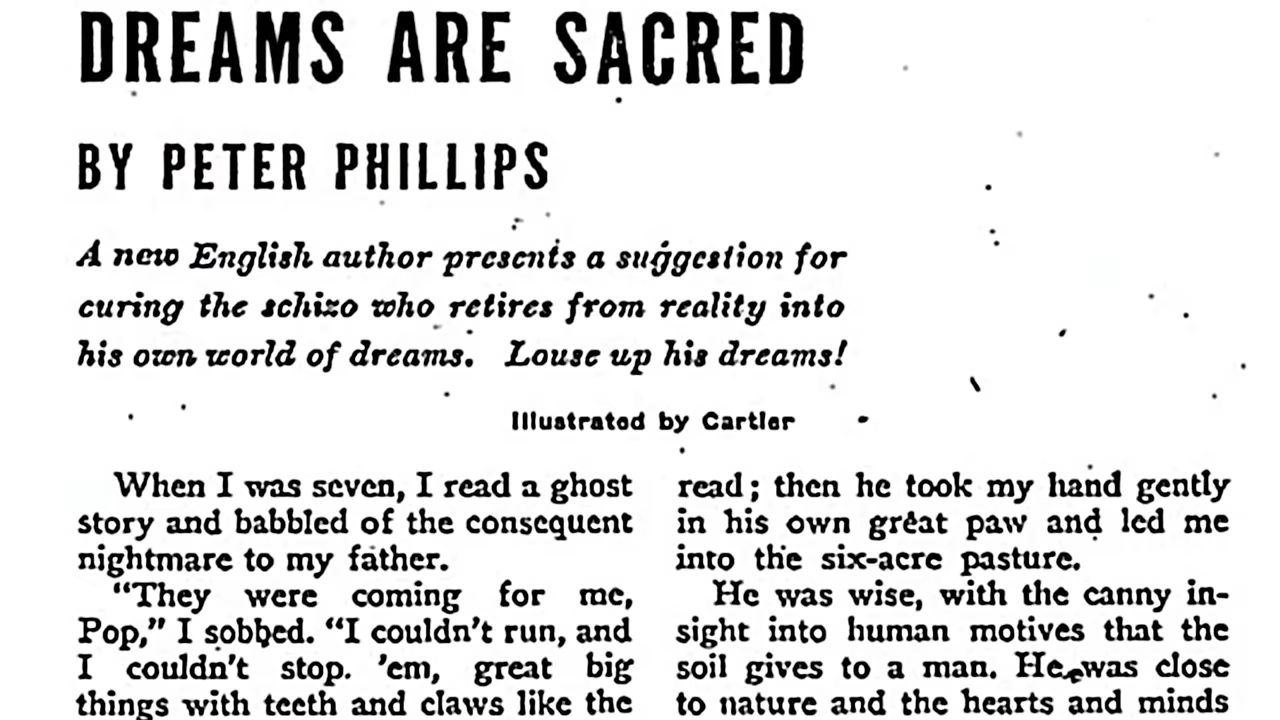 DREAMS ARE SACRED
BY PETER PHILLIPS
A new English author presents a suggestion for
curing the schizo who retires from reality into
his own world of dreams. Louse up his dreams!
Illustrated by Cartier
When I was seven, I read a ghost
story and babbled of the consequent
nightmare to my father.
“They were coming for me,
Pop,” I sobbed. “I couldn’t run, and
I couldn’t stop. ’em, great big
things with teeth and claws like the
read; then he took my hand gently
in his own great paw and led me
into the six-acre pasture.
He was wise, with the canny in-
sight into human motives that the
soil gives to a man. He was close
to nature and the hearts and minds